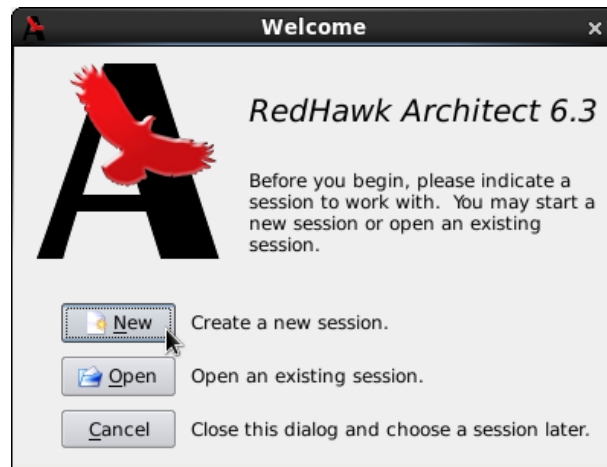 Welcome
RedHawk Architect 6.3
Before you begin, please indicate a
session to work with.  You may start a
new session or open an existing
session.
New Create a new session.
Open Open an existing session.
Cancel Close this dialog and choose a session later.